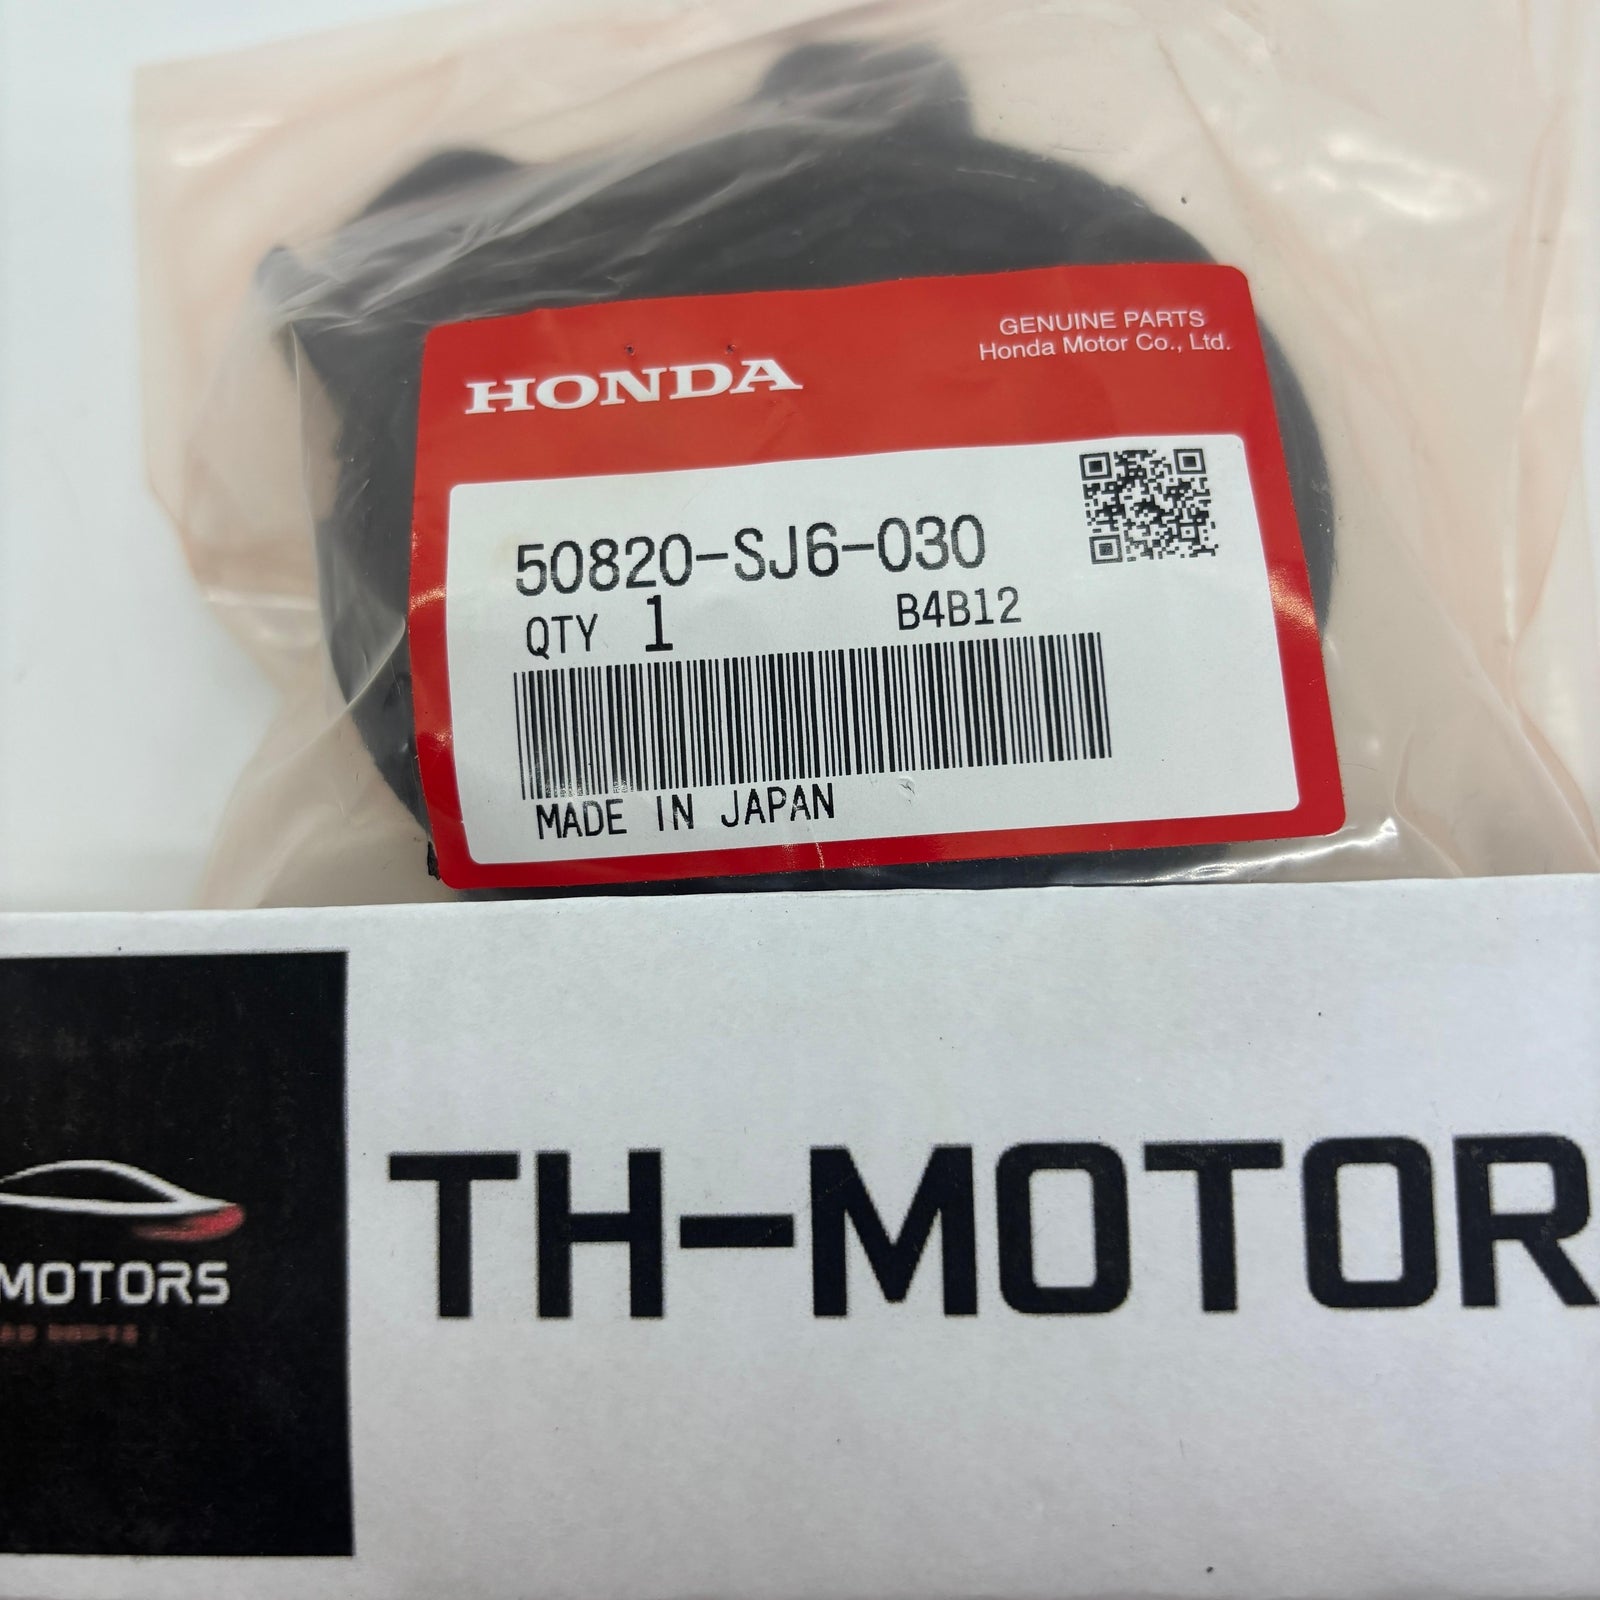 HONDA
GENUINE PARTS
Honda Motor Co., Ltd.
50820-SJ6-030
QTY 1 B4B12
MADE IN JAPAN
TH-MOTOR
MOTORS